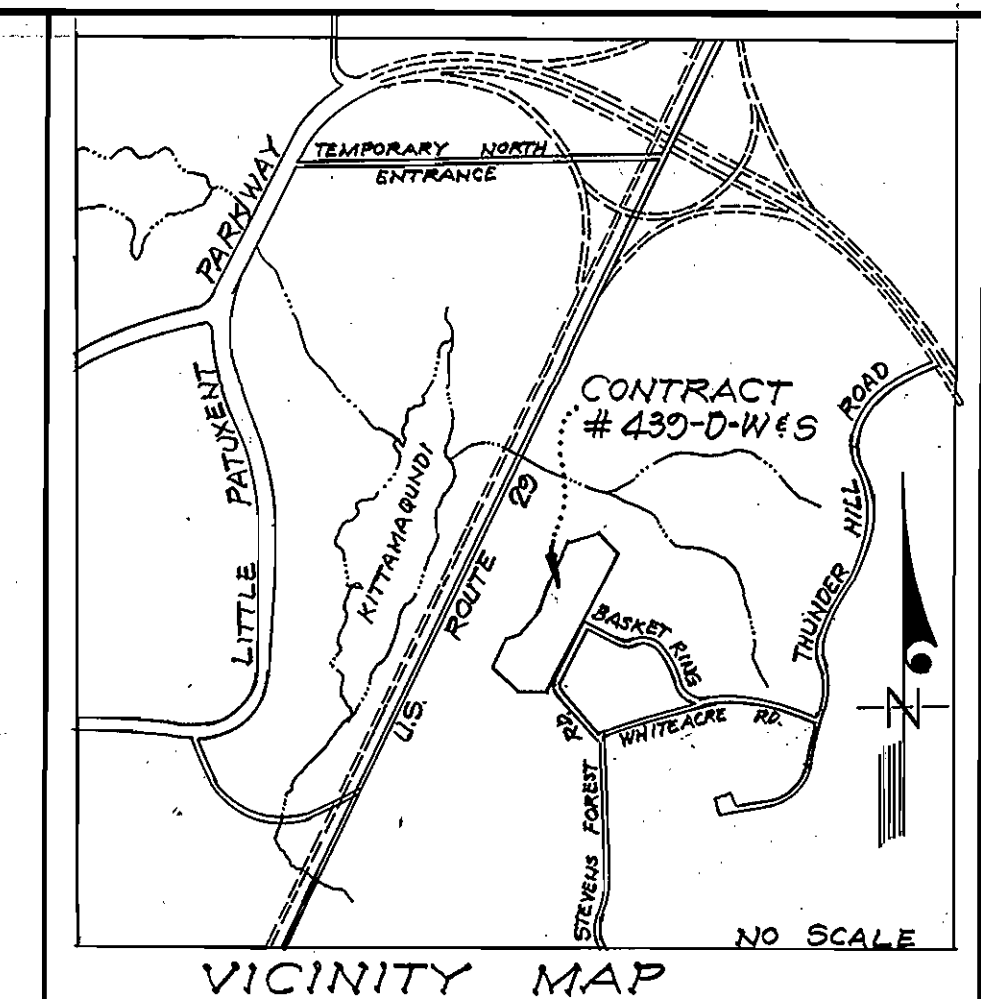 TEMPORARY NORTH
ENTRANCE
PARKWAY
LITTLE PATUXENT
KITTAMAQUNDI
U.S. ROUTE 29
CONTRACT
# 439-D-W&S
THUNDER HILL ROAD
BASKET RING
WHITEACRE RD.
STEVENS FOREST RD.
N
NO SCALE
VICINITY MAP